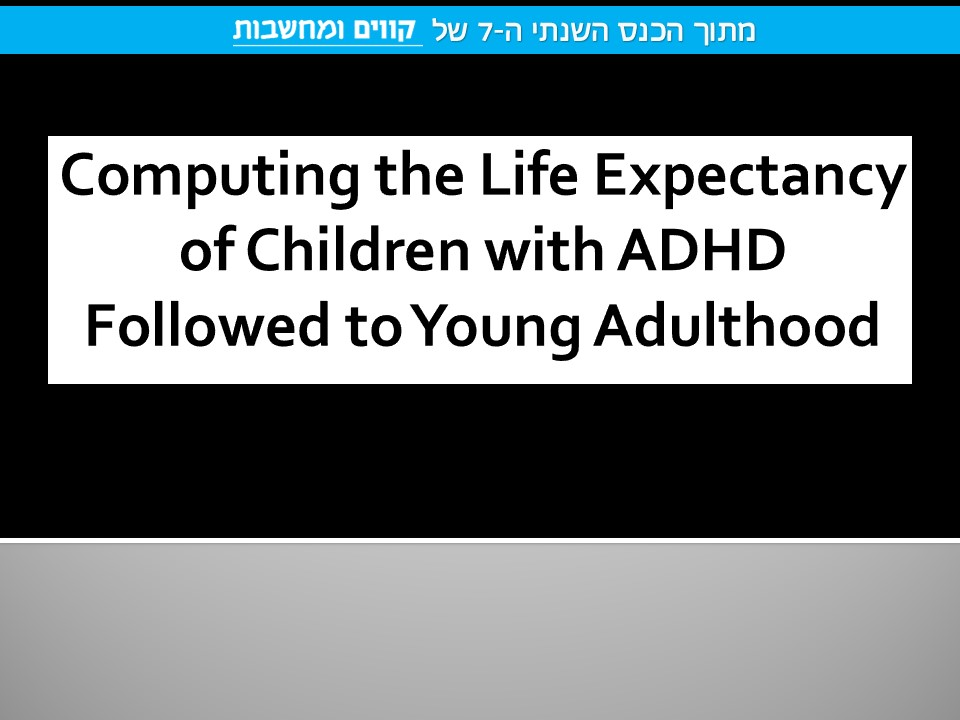 מתוך הכנס השנתי ה-7 של קווים ומחשבות
Computing the Life Expectancy
of Children with ADHD
Followed to Young Adulthood